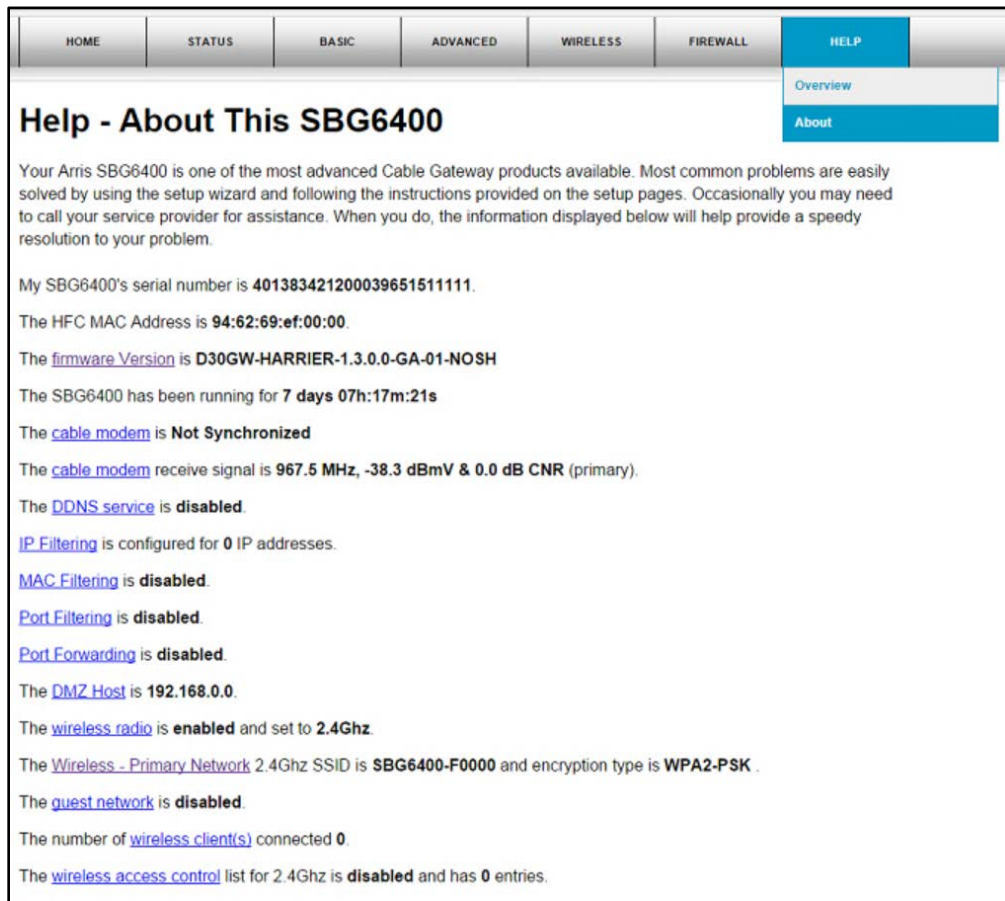 HOME STATUS BASIC ADVANCED WIRELESS FIREWALL HELP
Overview
About
Help - About This SBG6400
Your Arris SBG6400 is one of the most advanced Cable Gateway products available. Most common problems are easily
solved by using the setup wizard and following the instructions provided on the setup pages. Occasionally you may need
to call your service provider for assistance. When you do, the information displayed below will help provide a speedy
resolution to your problem.
My SBG6400's serial number is 401383421200039651511111.
The HFC MAC Address is 94:62:69:ef:00:00.
The firmware Version is D30GW-HARRIER-1.3.0.0-GA-01-NOSH
The SBG6400 has been running for 7 days 07h:17m:21s
The cable modem is Not Synchronized
The cable modem receive signal is 967.5 MHz, -38.3 dBmV & 0.0 dB CNR (primary).
The DDNS service is disabled.
IP Filtering is configured for 0 IP addresses.
MAC Filtering is disabled.
Port Filtering is disabled.
Port Forwarding is disabled.
The DMZ Host is 192.168.0.0.
The wireless radio is enabled and set to 2.4Ghz.
The Wireless - Primary Network 2.4Ghz SSID is SBG6400-F0000 and encryption type is WPA2-PSK .
The guest network is disabled.
The number of wireless client(s) connected 0.
The wireless access control list for 2.4Ghz is disabled and has 0 entries.